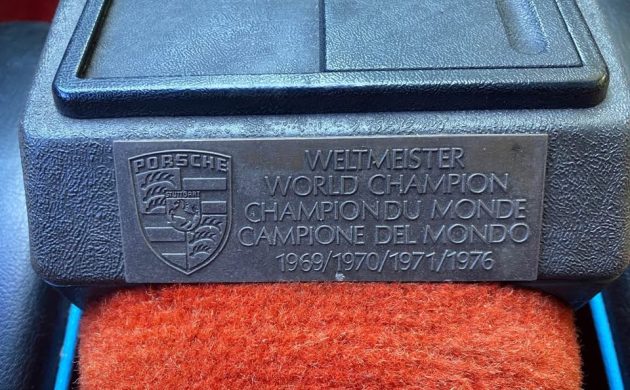 PORSCHE
STUTTGART
WELTMEISTER
WORLD CHAMPION
CHAMPION DU MONDE
CAMPIONE DEL MONDO
1969/1970/1971/1976